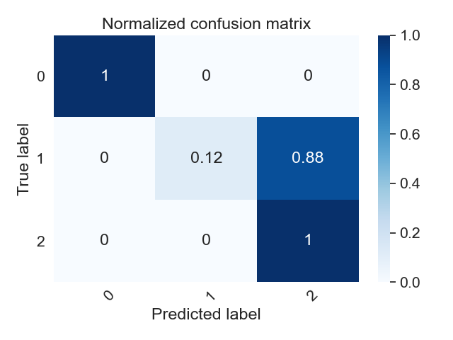 Normalized confusion matrix
1.0
0 1 0 0
0.8
True label
0.6
1 0 0.12 0.88
0.4
2 0 0 1
0.2
0.0
0 1 2
Predicted label